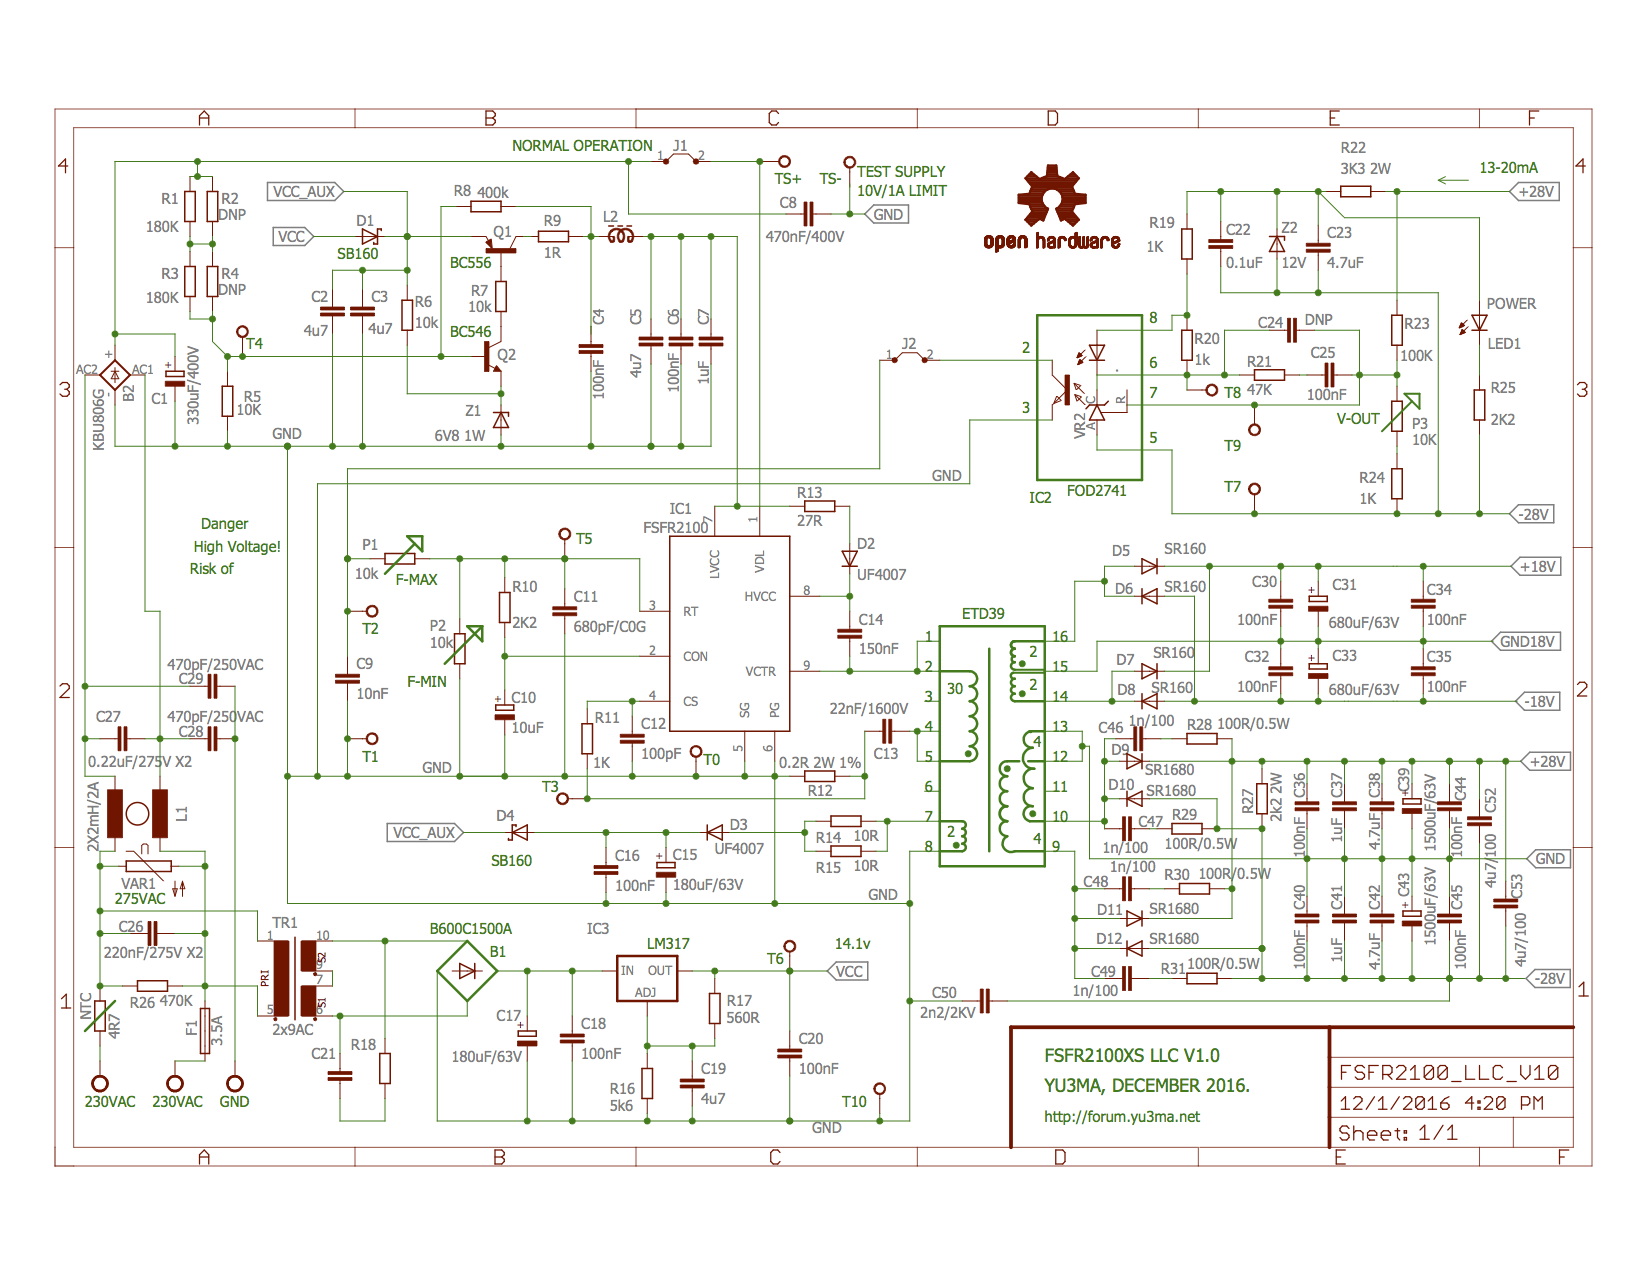 A B C D E F
4
NORMAL OPERATION
J1
1 2
TS+
TS-
TEST SUPPLY
10V/1A LIMIT
GND
C8
470nF/400V
open hardware
R22
3K3 2W
13-20mA
+28V
4
R1
180K
R2
DNP
R3
180K
R4
DNP
VCC_AUX
VCC
D1
SB160
R8 400k
Q1
BC556
R9
1R
L2
R7
10k
BC546
Q2
C2
4u7
C3
4u7
R6
10k
Z1
6V8 1W
C4
100nF
C5
4u7
C6
100nF
C7
1uF
T4
R5
10K
GND
3
AC2
AC1
+
-
KBU806G
B2
C1
+
330uF/400V
J2
1 2
R19
1K
C22
0.1uF
Z2
12V
C23
4.7uF
8
R20
1k
C24 DNP
R21
47K
C25
100nF
R23
100K
POWER
LED1
R25
2K2
2
3
6
7
5
C
R
A
VR2
IC2
FOD2741
T8
T9
T7
V-OUT
P3
10K
R24
1K
-28V
3
GND
Danger
High Voltage!
Risk of
P1
10k
F-MAX
T5
IC1
FSFR2100
7
1
LVCC
VDL
R13
27R
D2
UF4007
HVCC 8
C14
150nF
VCTR 9
3 RT
2 CON
4 CS
SG
PG
5
6
R10
2K2
C11
680pF/C0G
P2
10k
F-MIN
T2
C9
10nF
T1
C10
+
10uF
R11
1K
C12
100pF
T0
T3
0.2R 2W 1%
R12
22nF/1600V
C13
GND
2
470pF/250VAC
C29
C27
470pF/250VAC
C28
0.22uF/275V X2
2X2mH/2A
L1
VAR1
275VAC
C26
220nF/275V X2
R26 470K
NTC
4R7
F1
3.5A
230VAC 230VAC GND
1
ETD39
1
2
3
4
5
6
7
8
30
2
2
2
4
4
16
15
14
13
12
11
10
9
D5 SR160
D6 SR160
D7 SR160
D8 SR160
C30
100nF
C31
+
680uF/63V
C34
100nF
+18V
GND18V
C32
100nF
C33
+
680uF/63V
C35
100nF
-18V
2
C46
1n/100
R28
100R/0.5W
D9
SR1680
D10
SR1680
C47
1n/100
R29
100R/0.5W
R27
2k2 2W
C36
100nF
C37
1uF
C38
4.7uF
C39
+
1500uF/63V
C44
100nF
C52
4u7/100
+28V
GND
1n/100
C48
R30
100R/0.5W
D11 SR1680
D12 SR1680
C49
1n/100
R31
100R/0.5W
C40
100nF
C41
1uF
C42
4.7uF
C43
+
1500uF/63V
C45
100nF
C53
4u7/100
-28V
1
VCC_AUX
D4
SB160
C16
100nF
C15
+
180uF/63V
D3
UF4007
R14 10R
R15 10R
GND
TR1
1
5
PRI
10
9
7
6
S2
S1
2x9AC
B600C1500A
B1
C21
R18
C17
+
180uF/63V
C18
100nF
IC3
LM317
IN OUT
ADJ
R17
560R
R16
5k6
C19
4u7
T6
14.1v
VCC
C20
100nF
T10
GND
C50
2n2/2KV
FSFR2100XS LLC V1.0
YU3MA, DECEMBER 2016.
http://forum.yu3ma.net
FSFR2100_LLC_V10
12/1/2016 4:20 PM
Sheet: 1/1
A B C D E F